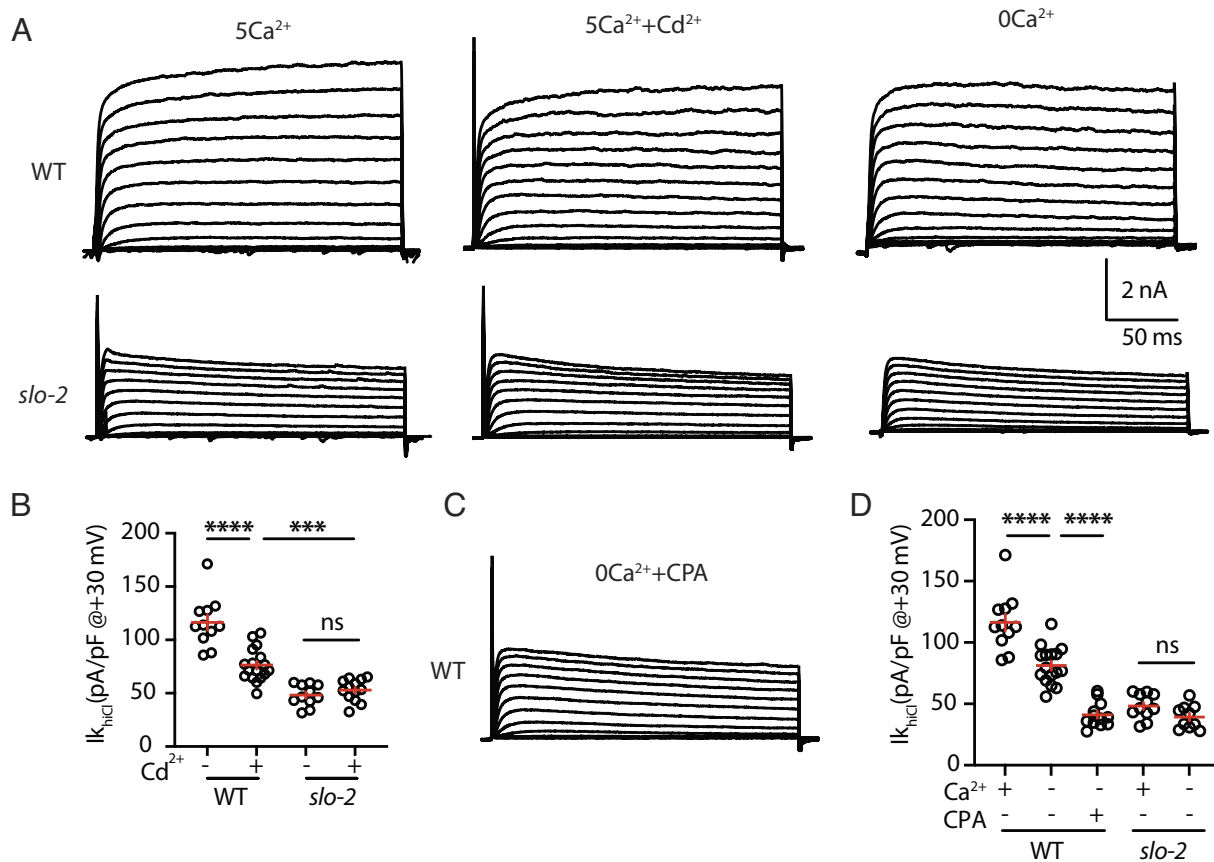 A
5Ca²⁺
5Ca²⁺+Cd²⁺
0Ca²⁺
WT
2 nA
50 ms
slo-2
B
200
150
100
50
0
Ik_hiCl(pA/pF @+30 mV)
**** ***
ns
Cd²⁺ - + - +
WT slo-2
C
0Ca²⁺+CPA
WT
D
200
150
100
50
0
Ik_hiCl(pA/pF @+30 mV)
**** ****
ns
Ca²⁺ + - - + -
CPA - - + - -
WT slo-2